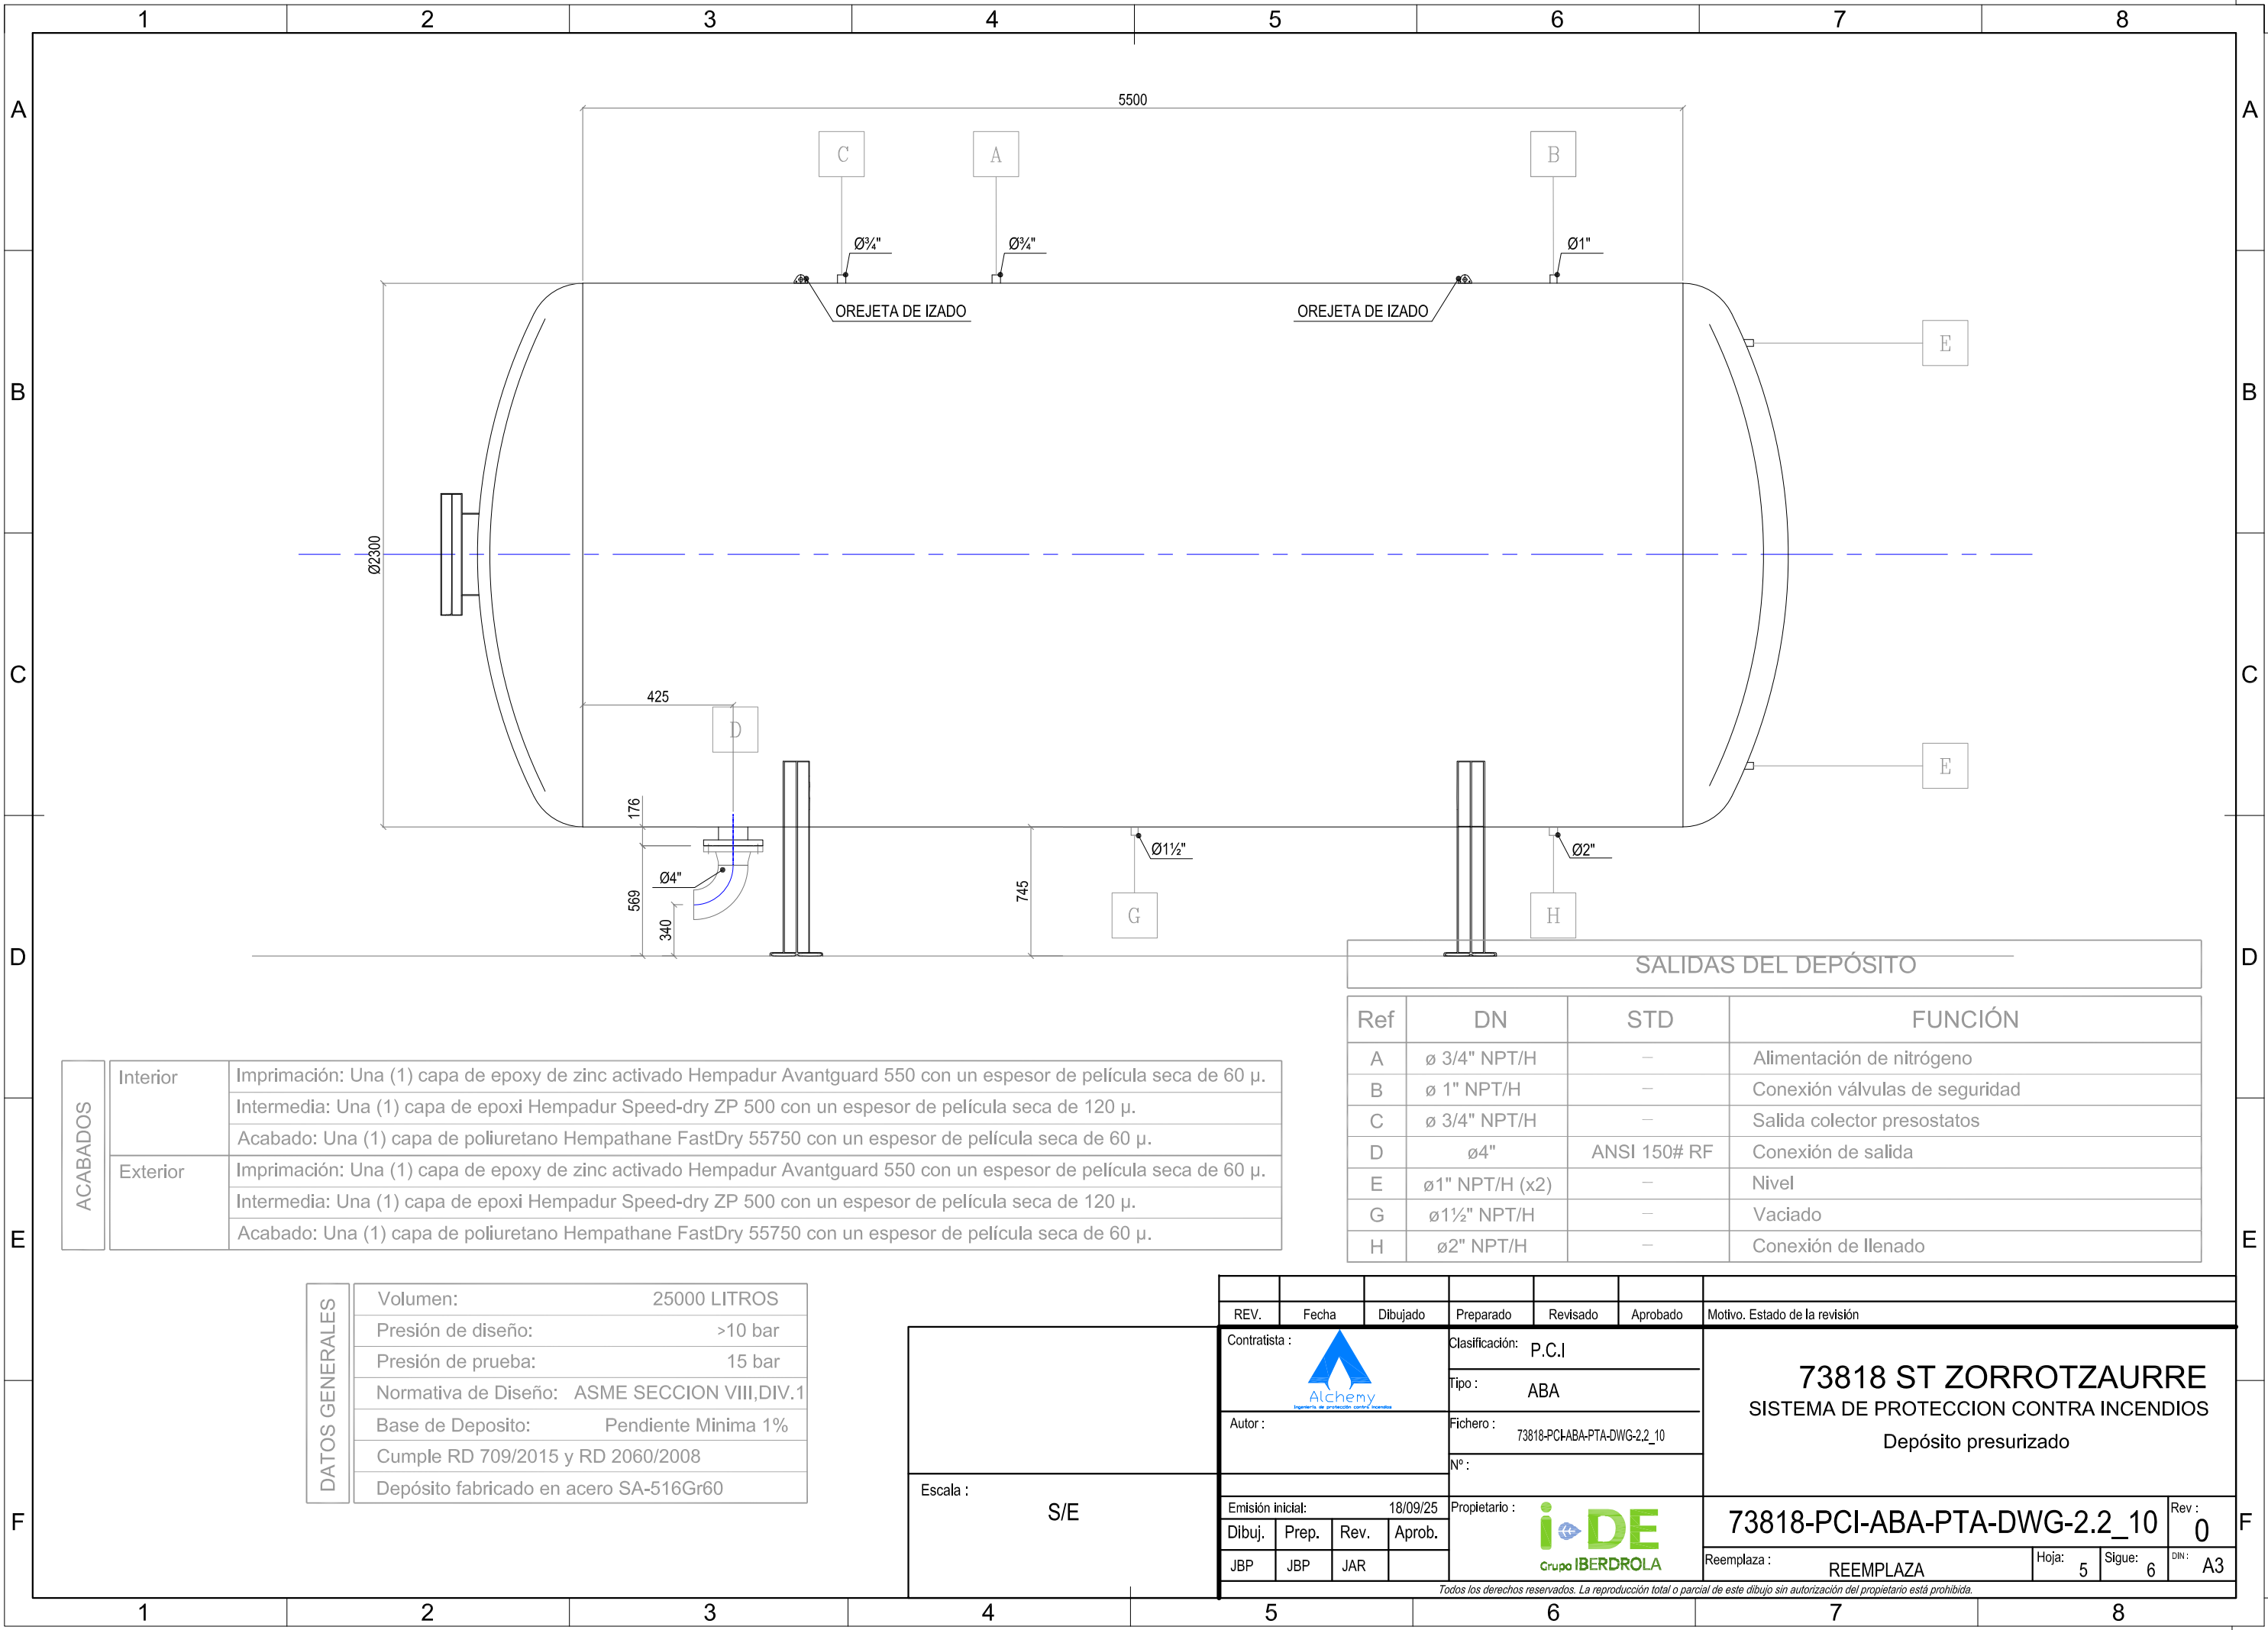 1 2 3 4 5 6 7 8
A A
B B
C C
D D
E E
F F
5500
C A B
Ø¾" Ø¾" Ø1"
OREJETA DE IZADO OREJETA DE IZADO
E
Ø2300
425
D
E
176
Ø1½" Ø2"
Ø4"
569
745
340
G H
SALIDAS DEL DEPÓSITO
Ref DN STD FUNCIÓN
A ø 3/4" NPT/H — Alimentación de nitrógeno
B ø 1" NPT/H — Conexión válvulas de seguridad
C ø 3/4" NPT/H — Salida colector presostatos
D ø4" ANSI 150# RF Conexión de salida
E ø1" NPT/H (x2) — Nivel
G ø1½" NPT/H — Vaciado
H ø2" NPT/H — Conexión de llenado
ACABADOS
Interior
Imprimación: Una (1) capa de epoxy de zinc activado Hempadur Avantguard 550 con un espesor de película seca de 60 µ.
Intermedia: Una (1) capa de epoxi Hempadur Speed-dry ZP 500 con un espesor de película seca de 120 µ.
Acabado: Una (1) capa de poliuretano Hempathane FastDry 55750 con un espesor de película seca de 60 µ.
Exterior
Imprimación: Una (1) capa de epoxy de zinc activado Hempadur Avantguard 550 con un espesor de película seca de 60 µ.
Intermedia: Una (1) capa de epoxi Hempadur Speed-dry ZP 500 con un espesor de película seca de 120 µ.
Acabado: Una (1) capa de poliuretano Hempathane FastDry 55750 con un espesor de película seca de 60 µ.
DATOS GENERALES
Volumen: 25000 LITROS
Presión de diseño: >10 bar
Presión de prueba: 15 bar
Normativa de Diseño: ASME SECCION VIII,DIV.1
Base de Deposito: Pendiente Minima 1%
Cumple RD 709/2015 y RD 2060/2008
Depósito fabricado en acero SA-516Gr60
Escala :
S/E
REV. Fecha Dibujado Preparado Revisado Aprobado Motivo. Estado de la revisión
Contratista :
Alchemy
Ingeniería de protección contra incendios
Clasificación: P.C.I
Tipo : ABA
Autor :
Fichero : 73818-PCI-ABA-PTA-DWG-2.2_10
Nº :
73818 ST ZORROTZAURRE
SISTEMA DE PROTECCION CONTRA INCENDIOS
Depósito presurizado
Emisión inicial: 18/09/25
Dibuj. Prep. Rev. Aprob.
JBP JBP JAR
Propietario :
i-DE
Grupo IBERDROLA
73818-PCI-ABA-PTA-DWG-2.2_10
Rev : 0
Reemplaza : REEMPLAZA
Hoja: 5
Sigue: 6
DIN : A3
Todos los derechos reservados. La reproducción total o parcial de este dibujo sin autorización del propietario está prohibida.
1 2 3 4 5 6 7 8